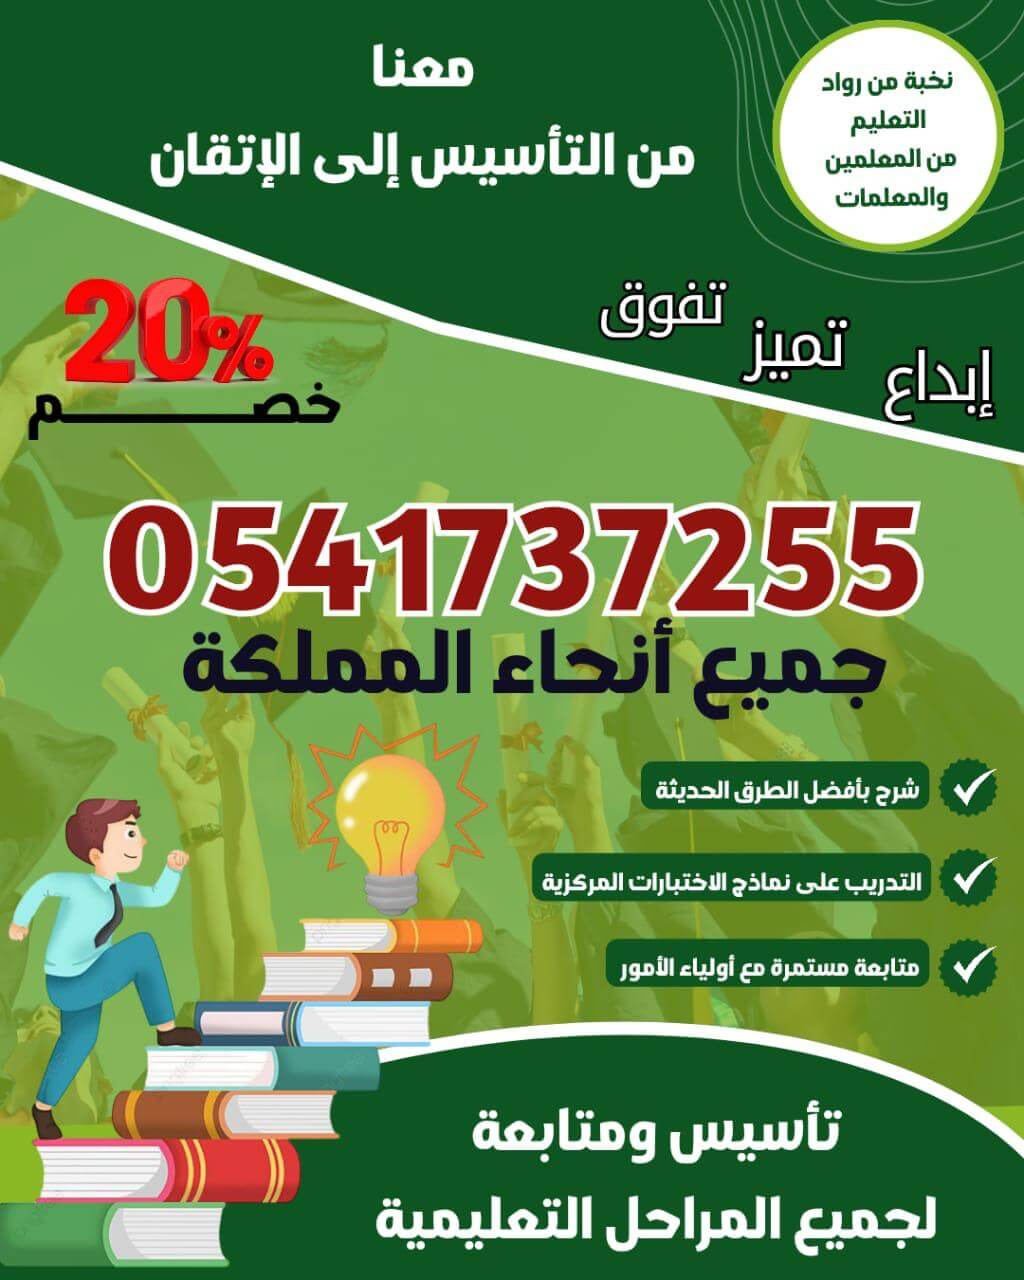 معنا
من التأسيس إلى الإتقان
نخبة من رواد
التعليم
من المعلمين
والمعلمات
تفوق
تميز
إبداع
20%
خصـــــــــم
0541737255
جميع أنحاء المملكة
شرح بأفضل الطرق الحديثة
التدريب على نماذج الاختبارات المركزية
متابعة مستمرة مع أولياء الأمور
تأسيس ومتابعة
لجميع المراحل التعليمية